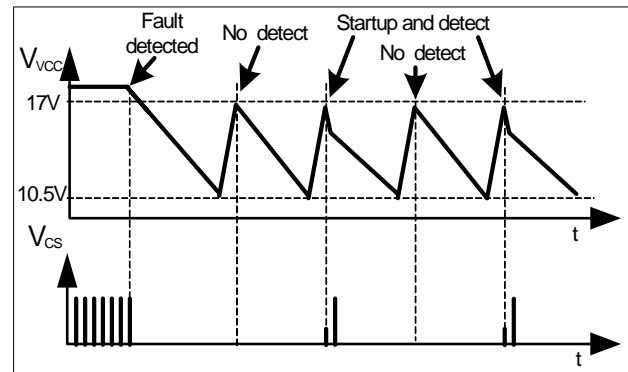 Fault
detected
No detect
Startup and detect
No detect
VVCC
17V
10.5V
t
VCS
t